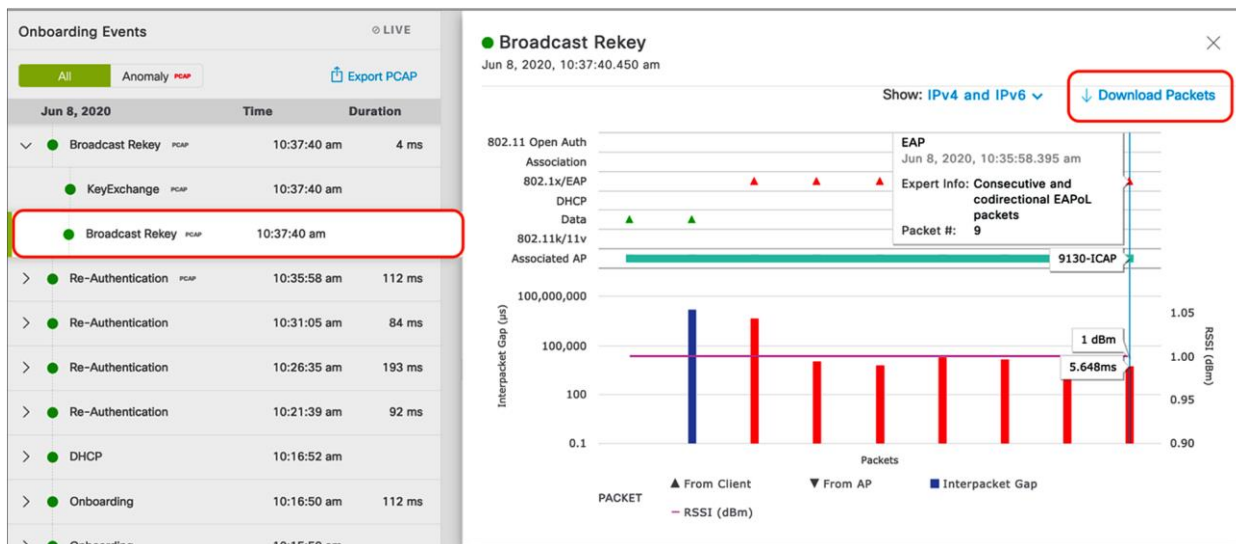 Onboarding Events
LIVE
All
Anomaly PCAP
Export PCAP
Jun 8, 2020 Time Duration
Broadcast Rekey PCAP 10:37:40 am 4 ms
KeyExchange PCAP 10:37:40 am
Broadcast Rekey PCAP 10:37:40 am
Re-Authentication PCAP 10:35:58 am 112 ms
Re-Authentication 10:31:05 am 84 ms
Re-Authentication 10:26:35 am 193 ms
Re-Authentication 10:21:39 am 92 ms
DHCP 10:16:52 am
Onboarding 10:16:50 am 112 ms
Broadcast Rekey
Jun 8, 2020, 10:37:40.450 am
Show: IPv4 and IPv6
Download Packets
802.11 Open Auth
Association
802.1x/EAP
DHCP
Data
802.11k/11v
Associated AP
EAP
Jun 8, 2020, 10:35:58.395 am
Expert Info: Consecutive and
codirectional EAPoL
packets
Packet #: 9
9130-ICAP
Interpacket Gap (µs)
100,000,000
100,000
100
0.1
1 dBm
5.648ms
1.05
1.00
0.95
0.90
RSSI (dBm)
Packets
PACKET
From Client
From AP
Interpacket Gap
RSSI (dBm)